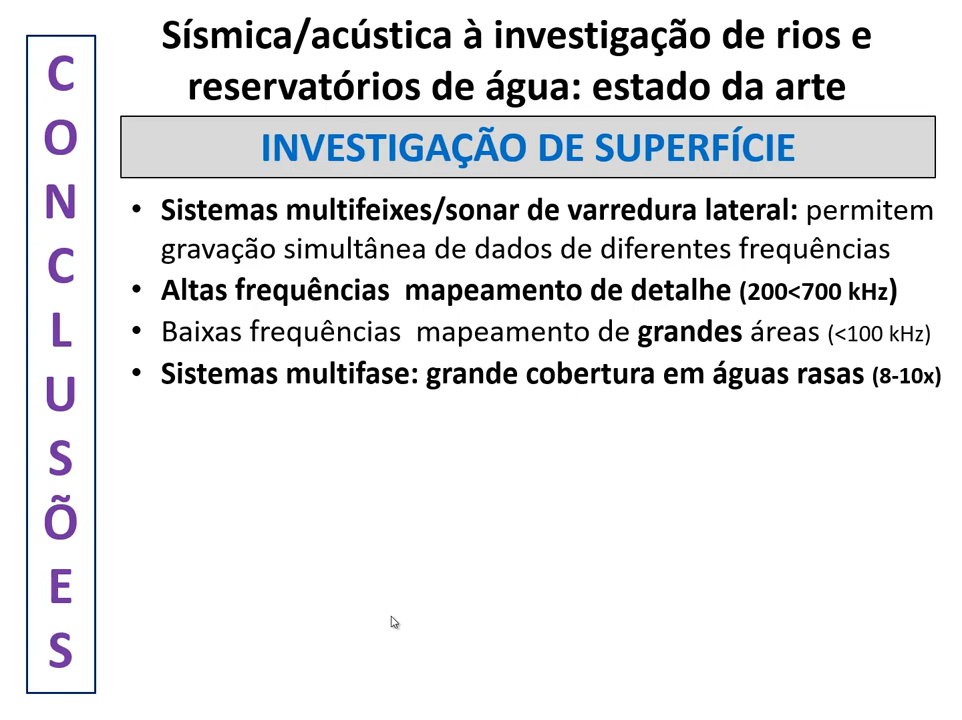 Sísmica/acústica à investigação de rios e
reservatórios de água: estado da arte
C
O
N
C
L
U
S
Õ
E
S
INVESTIGAÇÃO DE SUPERFÍCIE
• Sistemas multifeixes/sonar de varredura lateral: permitem
gravação simultânea de dados de diferentes frequências
• Altas frequências mapeamento de detalhe (200<700 kHz)
• Baixas frequências mapeamento de grandes áreas (<100 kHz)
• Sistemas multifase: grande cobertura em águas rasas (8-10x)